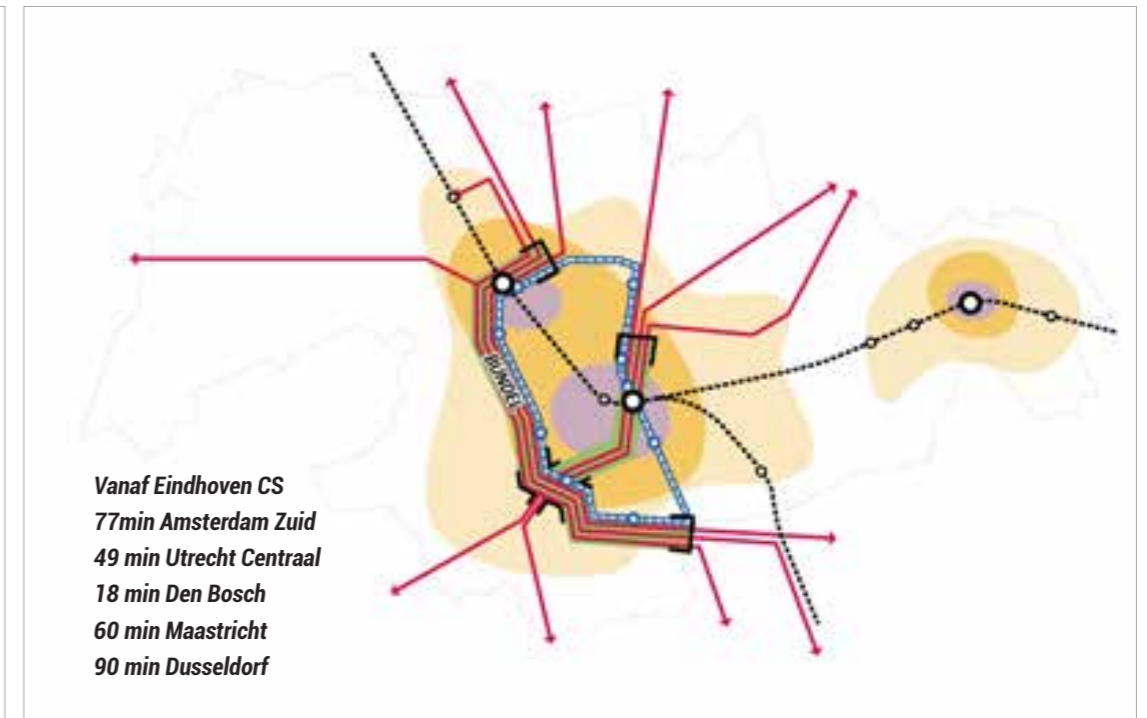 BUNDEL
Vanaf Eindhoven CS
77min Amsterdam Zuid
49 min Utrecht Centraal
18 min Den Bosch
60 min Maastricht
90 min Dusseldorf